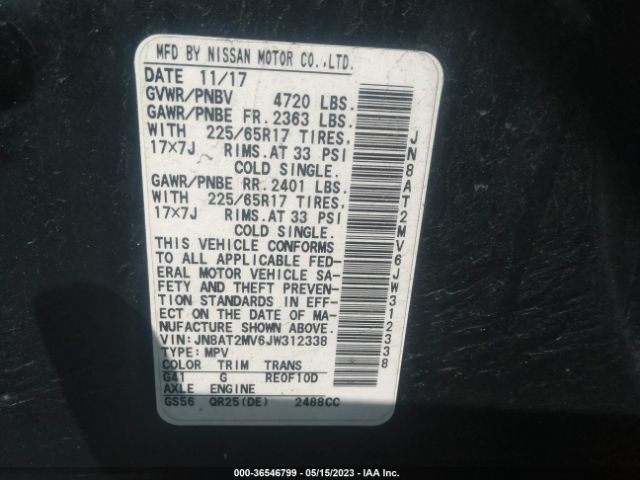 MFD BY NISSAN MOTOR CO.,LTD.
DATE 11/17
GVWR/PNBV 4720 LBS.
GAWR/PNBE FR. 2363 LBS.
WITH 225/65R17 TIRES,
17×7J RIMS. AT 33 PSI
COLD SINGLE.
GAWR/PNBE RR. 2401 LBS.
WITH 225/65R17 TIRES,
17×7J RIMS. AT 33 PSI
COLD SINGLE.
THIS VEHICLE CONFORMS
TO ALL APPLICABLE FED-
ERAL MOTOR VEHICLE SA-
FETY AND THEFT PREVEN-
TION STANDARDS IN EFF-
ECT ON THE DATE OF MA-
NUFACTURE SHOWN ABOVE.
VIN: JN8AT2MV6JW312338
TYPE: MPV
COLOR TRIM TRANS
G41 G RE0F10D
AXLE ENGINE
GS56 QR25(DE) 2488CC
JN8AT2MV6JW312338
000-36546799 - 05/15/2023 - IAA Inc.